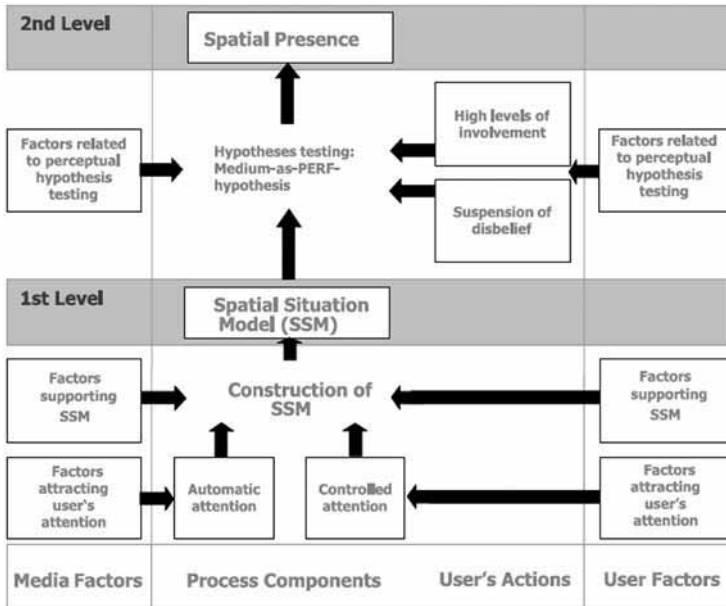 2nd Level
Spatial Presence
Factors related
to perceptual
hypothesis
testing
Hypotheses testing:
Medium-as-PERF-
hypothesis
High levels of
involvement
Suspension of
disbelief
Factors related
to perceptual
hypothesis
testing
1st Level
Spatial Situation
Model (SSM)
Factors
supporting
SSM
Construction of
SSM
Factors
supporting
SSM
Factors
attracting
user's
attention
Automatic
attention
Controlled
attention
Factors
attracting
user's
attention
Media Factors
Process Components
User's Actions
User Factors